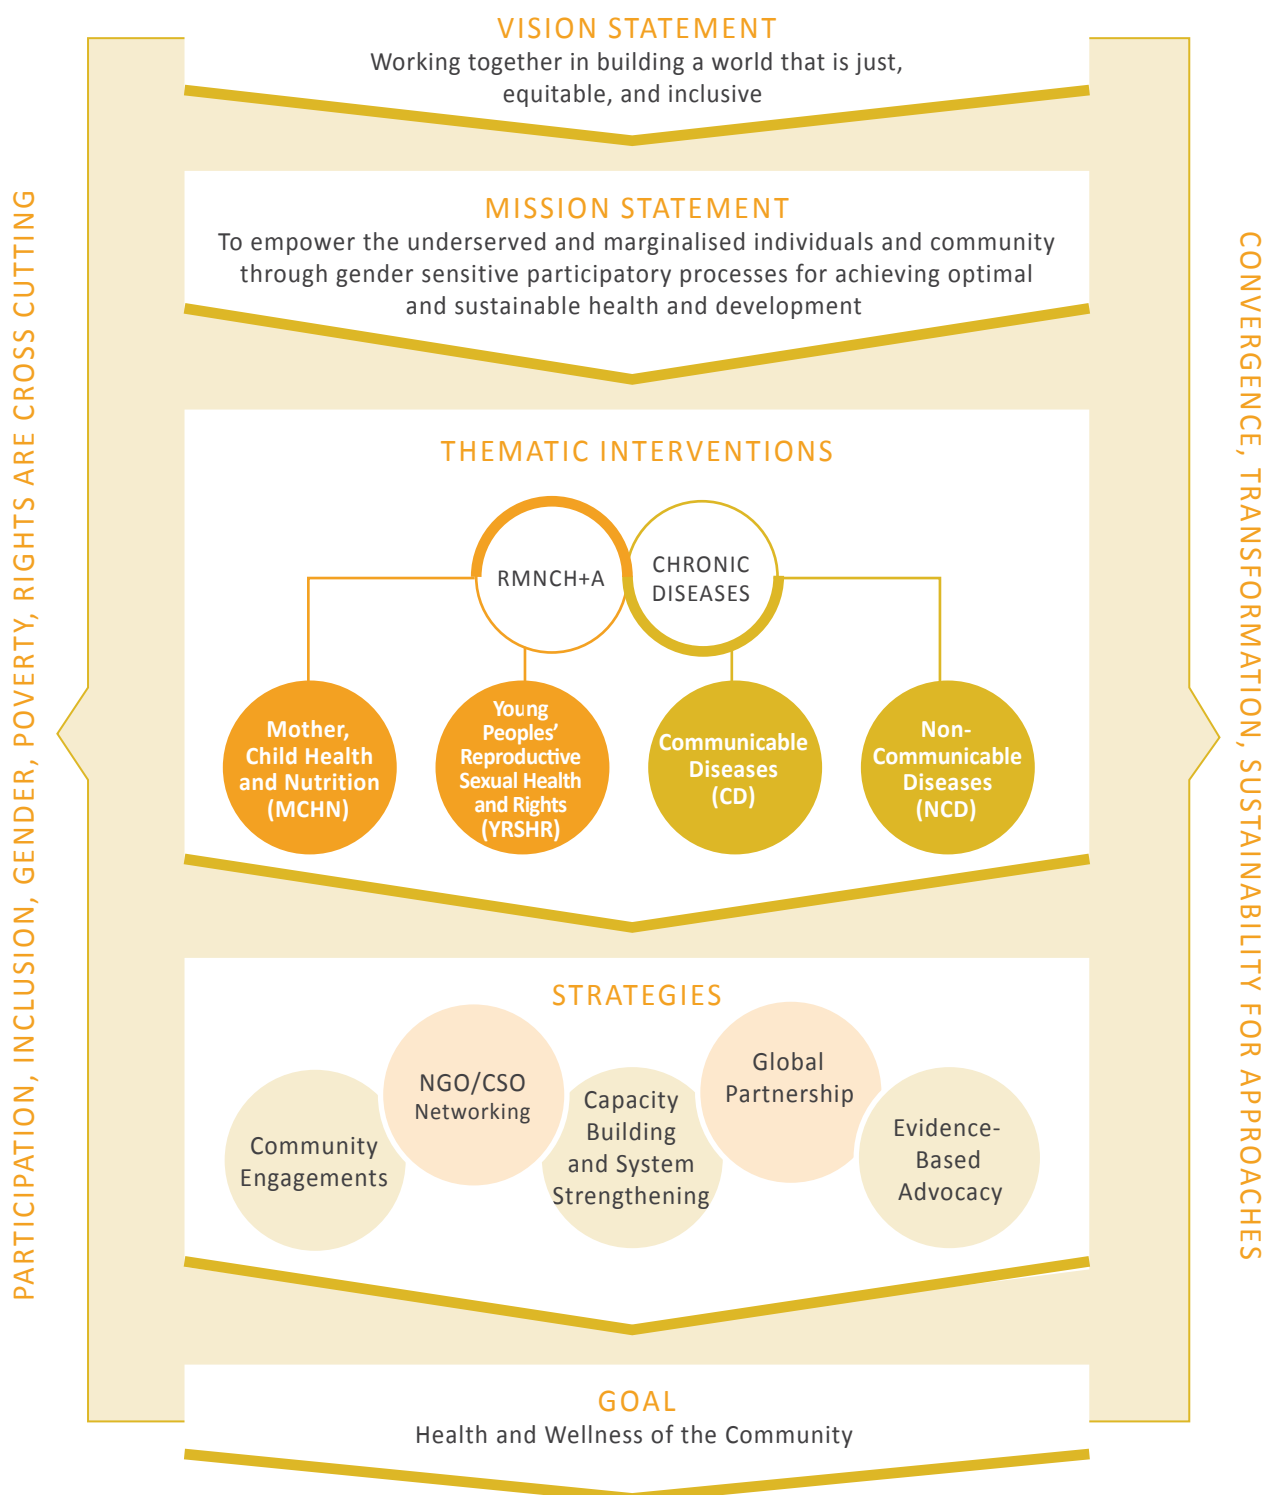 VISION STATEMENT
Working together in building a world that is just,
equitable, and inclusive
MISSION STATEMENT
To empower the underserved and marginalised individuals and community
through gender sensitive participatory processes for achieving optimal
and sustainable health and development
THEMATIC INTERVENTIONS
RMNCH+A
CHRONIC
DISEASES
Mother,
Child Health
and Nutrition
(MCHN)
Young
Peoples’
Reproductive
Sexual Health
and Rights
(YRSHR)
Communicable
Diseases
(CD)
Non-
Communicable
Diseases
(NCD)
STRATEGIES
Community
Engagements
NGO/CSO
Networking
Capacity
Building
and System
Strengthening
Global
Partnership
Evidence-
Based
Advocacy
GOAL
Health and Wellness of the Community
PARTICIPATION, INCLUSION, GENDER, POVERTY, RIGHTS ARE CROSS CUTTING
CONVERGENCE, TRANSFORMATION, SUSTAINABILITY FOR APPROACHES